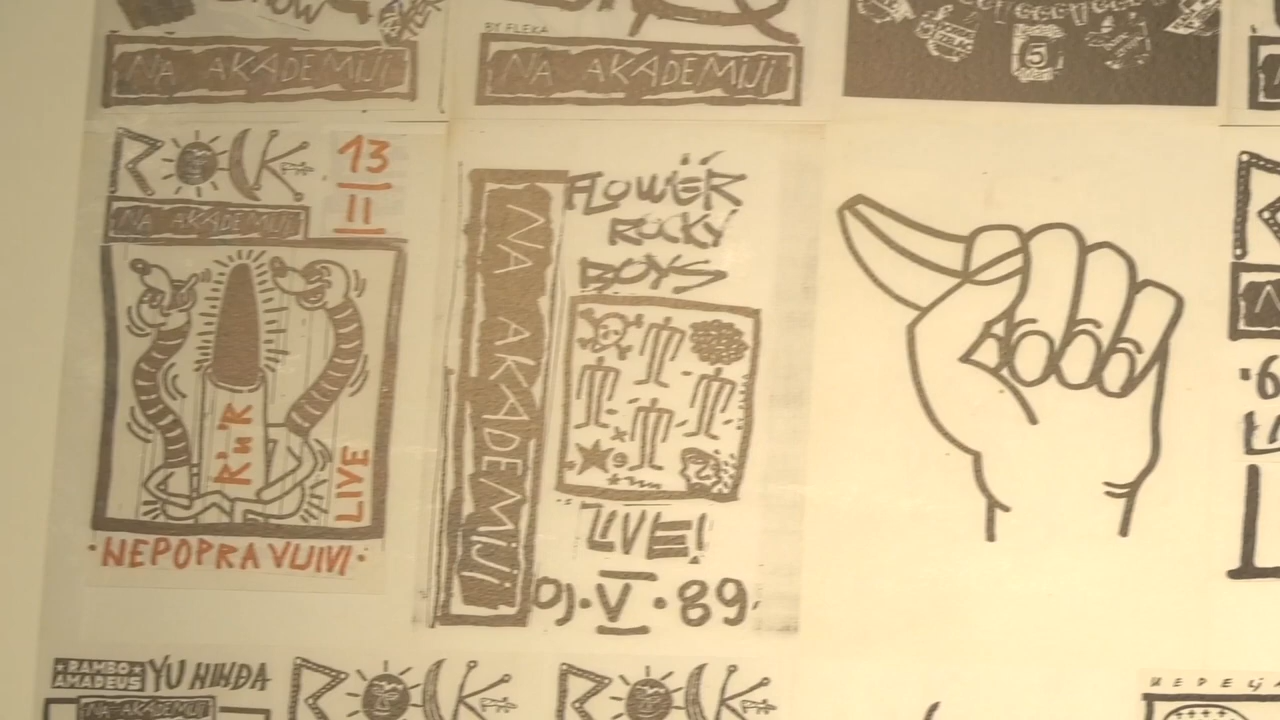 BY FLEKA
NA AKADEMIJI
NA AKADEMIJI
5
ROCK
13
II
NA AKADEMIJI
R'n'R
LIVE
•NEPOPRAVLJIVI•
NA AKADEMIJI
FLOWER
ROCKY
BOYS
LIVE!
01.V.89.
RAMBO
AMADEUS
YU NINDA
NA AKADEMIJI
ROCK
ROCK